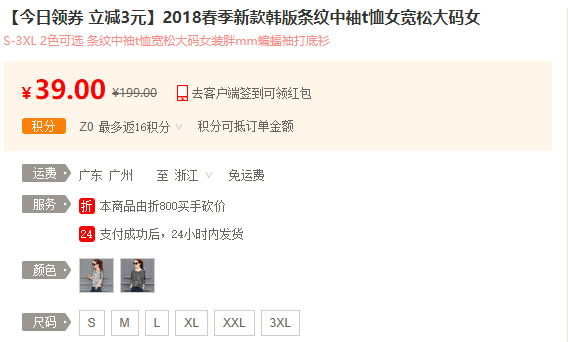 【今日领券 立减3元】2018春季新款韩版条纹中袖t恤女宽松大码女
S-3XL 2色可选 条纹中袖t恤宽松大码女装胖mm蝙蝠袖打底衫
¥39.00 ¥199.00 去客户端签到可领红包
积分 Z0 最多返16积分 积分可抵订单金额
运费 广东 广州 至 浙江 免运费
服务 折 本商品由折800买手砍价
24 支付成功后，24小时内发货
颜色
尺码 S M L XL XXL 3XL